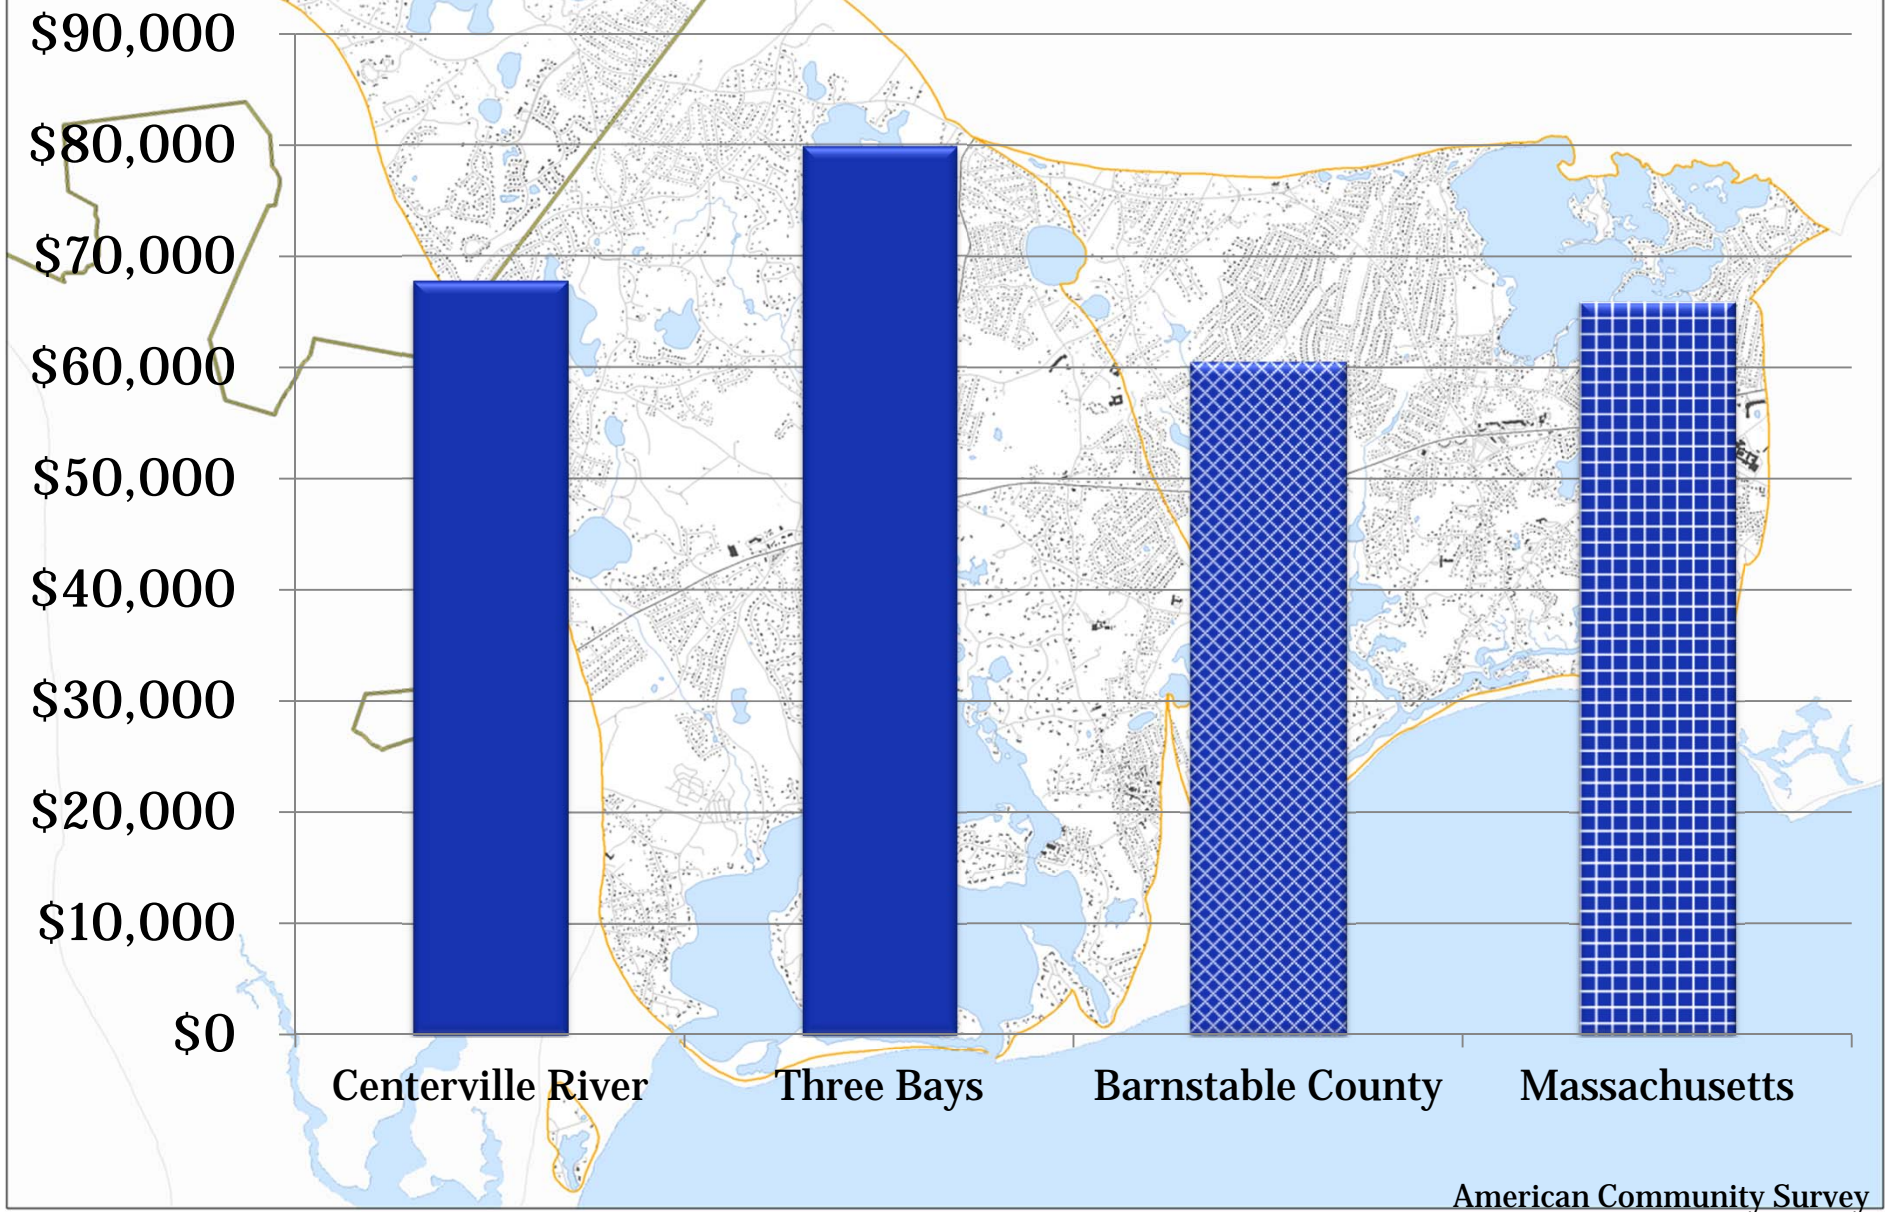 $90,000
$80,000
$70,000
$60,000
$50,000
$40,000
$30,000
$20,000
$10,000
$0
Centerville River
Three Bays
Barnstable County
Massachusetts
American Community Survey